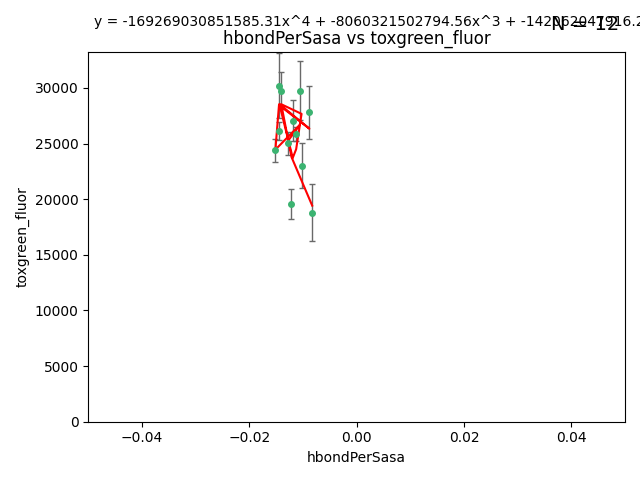 y = -169269030851585.31x^4 + -8060321502794.56x^3 +
N = 12
hbondPerSasa vs toxgreen_fluor
30000
25000
20000
15000
10000
5000
0
toxgreen_fluor
−0.04
−0.02
0.00
0.02
0.04
hbondPerSasa